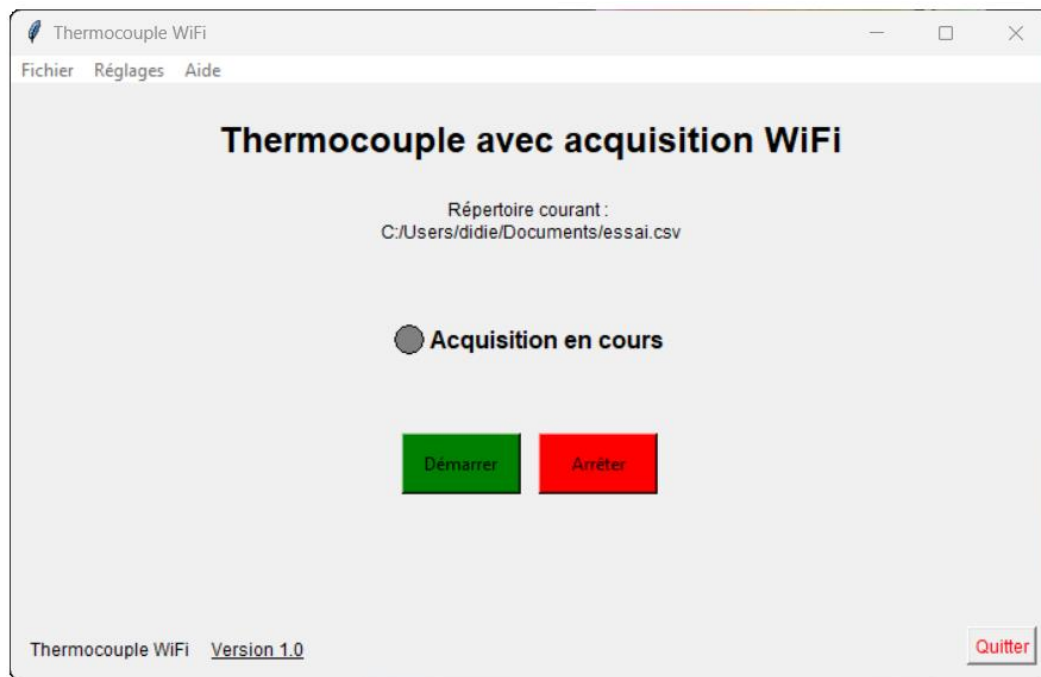 Thermocouple WiFi
Fichier Réglages Aide
Thermocouple avec acquisition WiFi
Répertoire courant :
C:/Users/didie/Documents/essai.csv
Acquisition en cours
Démarrer Arrêter
Thermocouple WiFi Version 1.0 Quitter